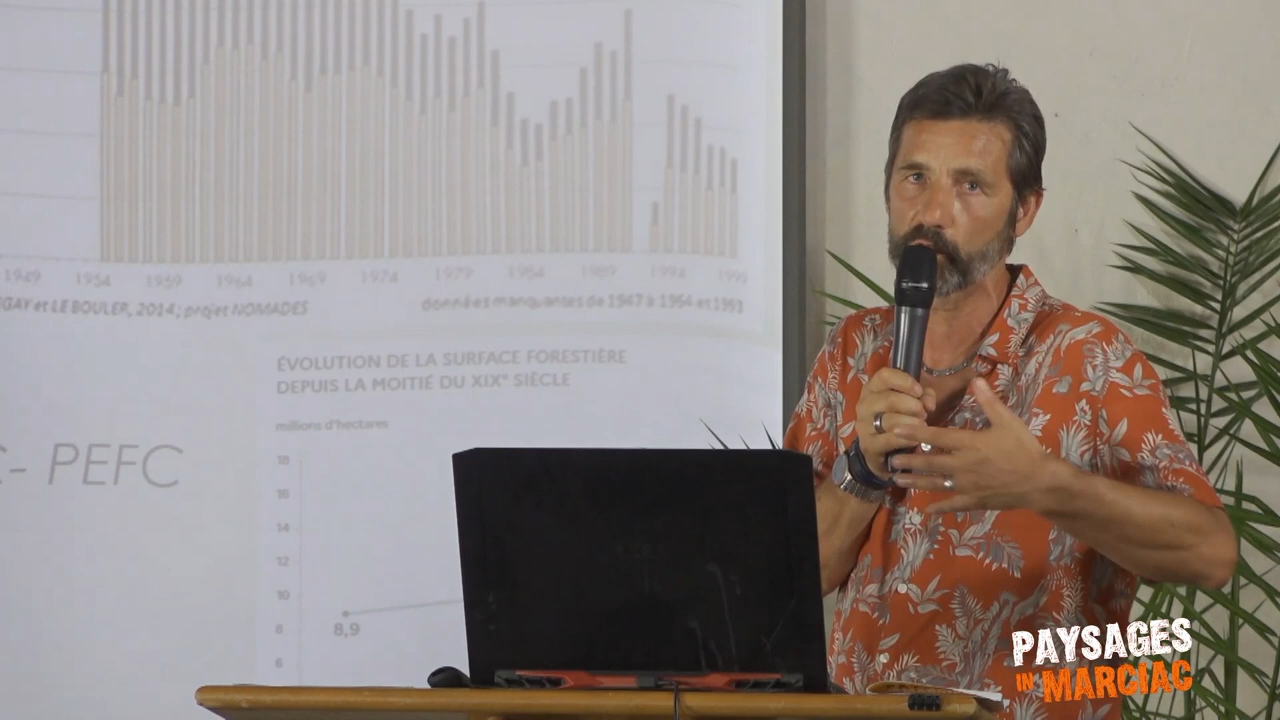 1949 1954 1959 1964 1969 1974 1979 1984 1989 1994 1999
GAY et LE BOULER, 2014; projet NOMADES
données manquantes de 1947 à 1954 et 1993
ÉVOLUTION DE LA SURFACE FORESTIÈRE
DEPUIS LA MOITIÉ DU XIXe SIÈCLE
millions d'hectares
- PEFC
18
16
14
12
10
8,9
8
6
PAYSAGES
IN MARCIAC